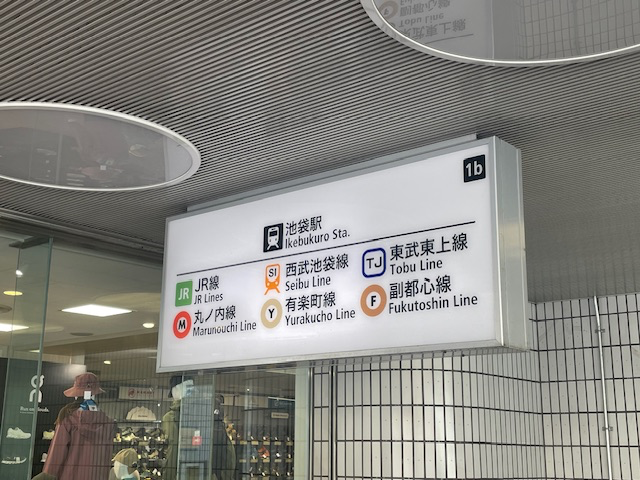 1b
池袋駅
Ikebukuro Sta.
JR
JR線
JR Lines
SI
西武池袋線
Seibu Line
TJ
東武東上線
Tobu Line
M
丸ノ内線
Marunouchi Line
Y
有楽町線
Yurakucho Line
F
副都心線
Fukutoshin Line